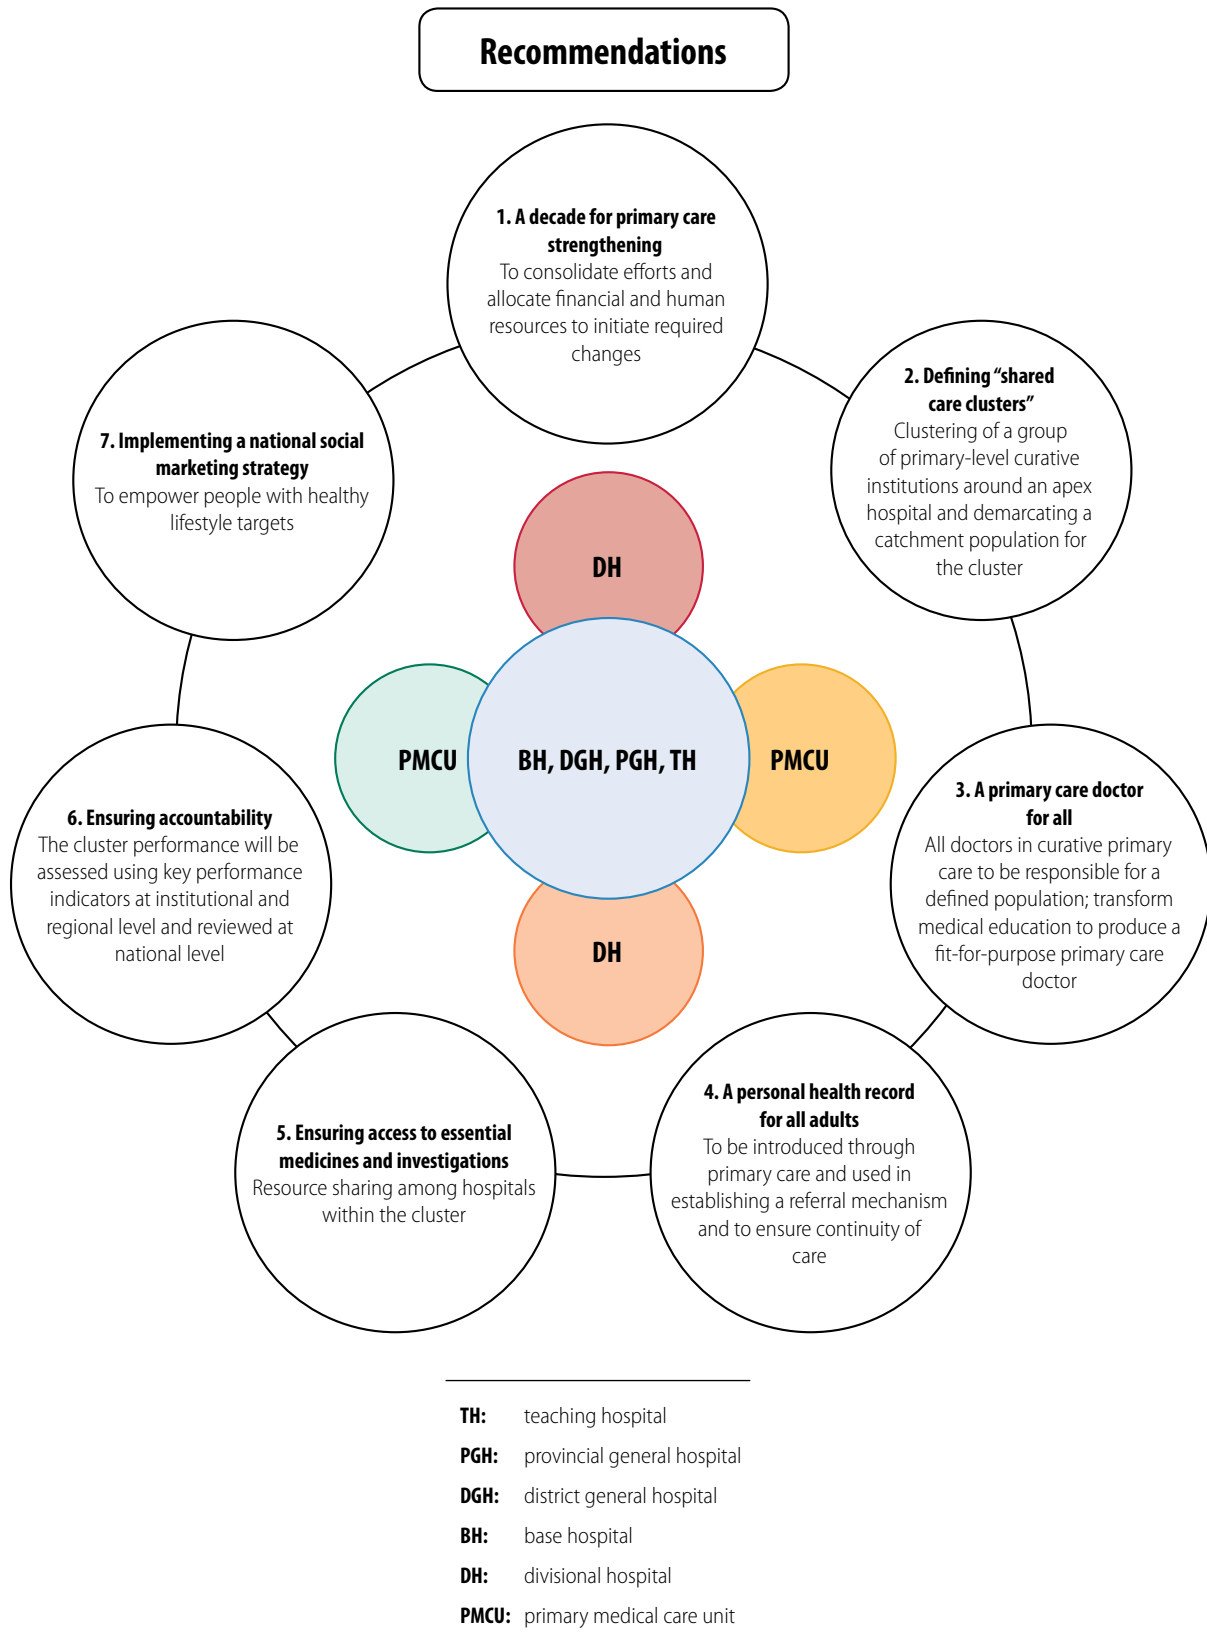 Recommendations
1. A decade for primary care
strengthening
To consolidate efforts and
allocate financial and human
resources to initiate required
changes
2. Defining “shared
care clusters”
Clustering of a group
of primary-level curative
institutions around an apex
hospital and demarcating a
catchment population for
the cluster
3. A primary care doctor
for all
All doctors in curative primary
care to be responsible for a
defined population; transform
medical education to produce a
fit-for-purpose primary care
doctor
4. A personal health record
for all adults
To be introduced through
primary care and used in
establishing a referral mechanism
and to ensure continuity of
care
5. Ensuring access to essential
medicines and investigations
Resource sharing among hospitals
within the cluster
6. Ensuring accountability
The cluster performance will be
assessed using key performance
indicators at institutional and
regional level and reviewed at
national level
7. Implementing a national social
marketing strategy
To empower people with healthy
lifestyle targets
DH
PMCU
BH, DGH, PGH, TH
PMCU
DH
TH: teaching hospital
PGH: provincial general hospital
DGH: district general hospital
BH: base hospital
DH: divisional hospital
PMCU: primary medical care unit